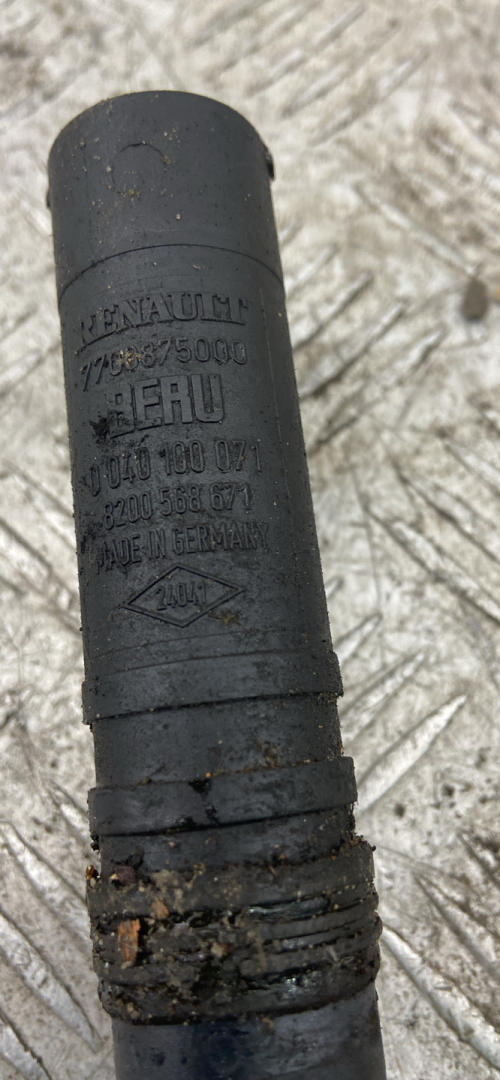 RENAULT
7700875000
BERU
0 040 100 071
8200 568 671
MADE IN GERMANY
24041